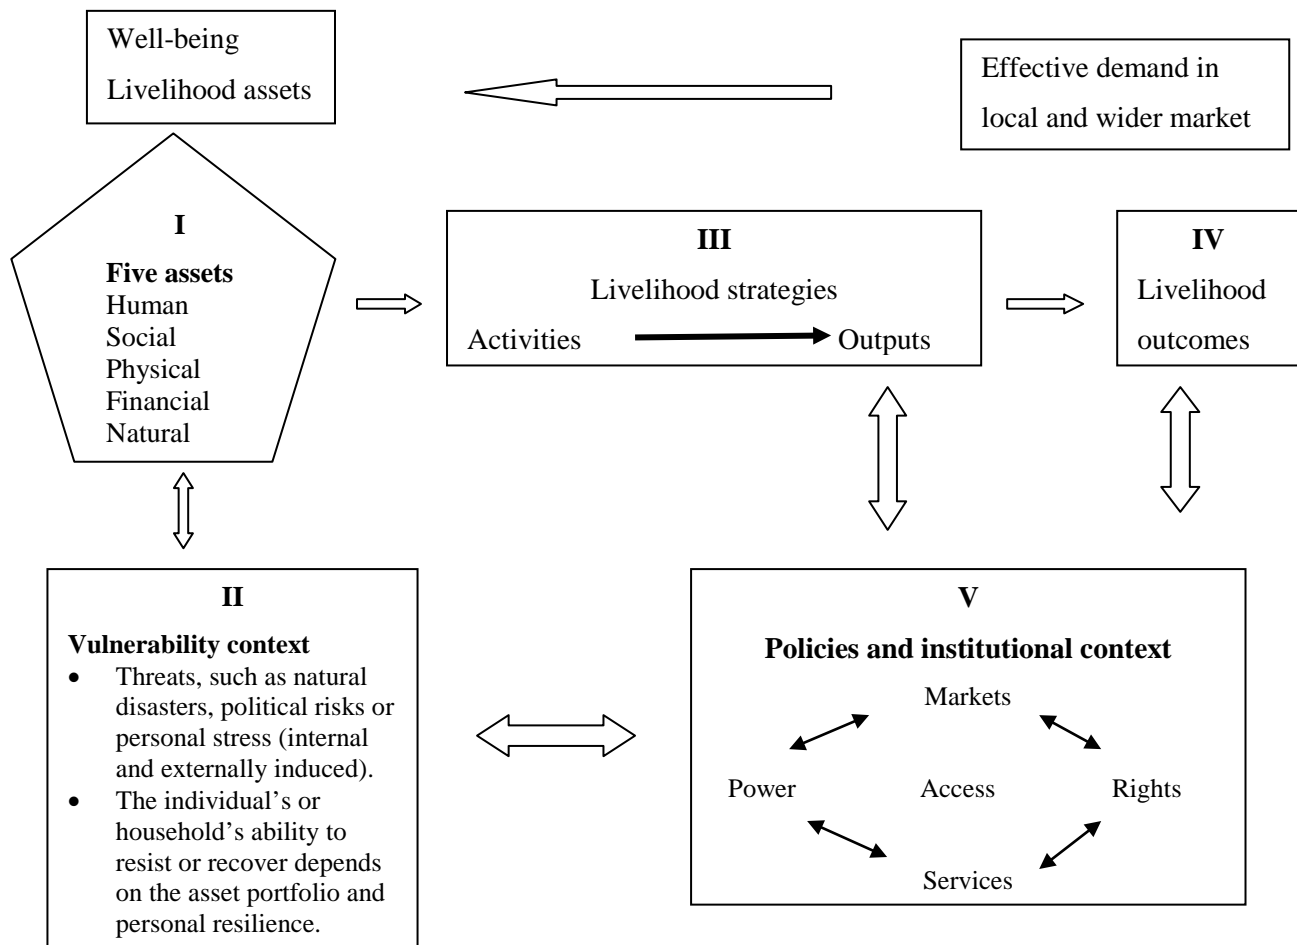 Well-being
Livelihood assets
Effective demand in
local and wider market
I
Five assets
Human
Social
Physical
Financial
Natural
III
Livelihood strategies
Activities Outputs
IV
Livelihood
outcomes
II
Vulnerability context
• Threats, such as natural
disasters, political risks or
personal stress (internal
and externally induced).
• The individual’s or
household’s ability to
resist or recover depends
on the asset portfolio and
personal resilience.
V
Policies and institutional context
Markets
Power Access Rights
Services